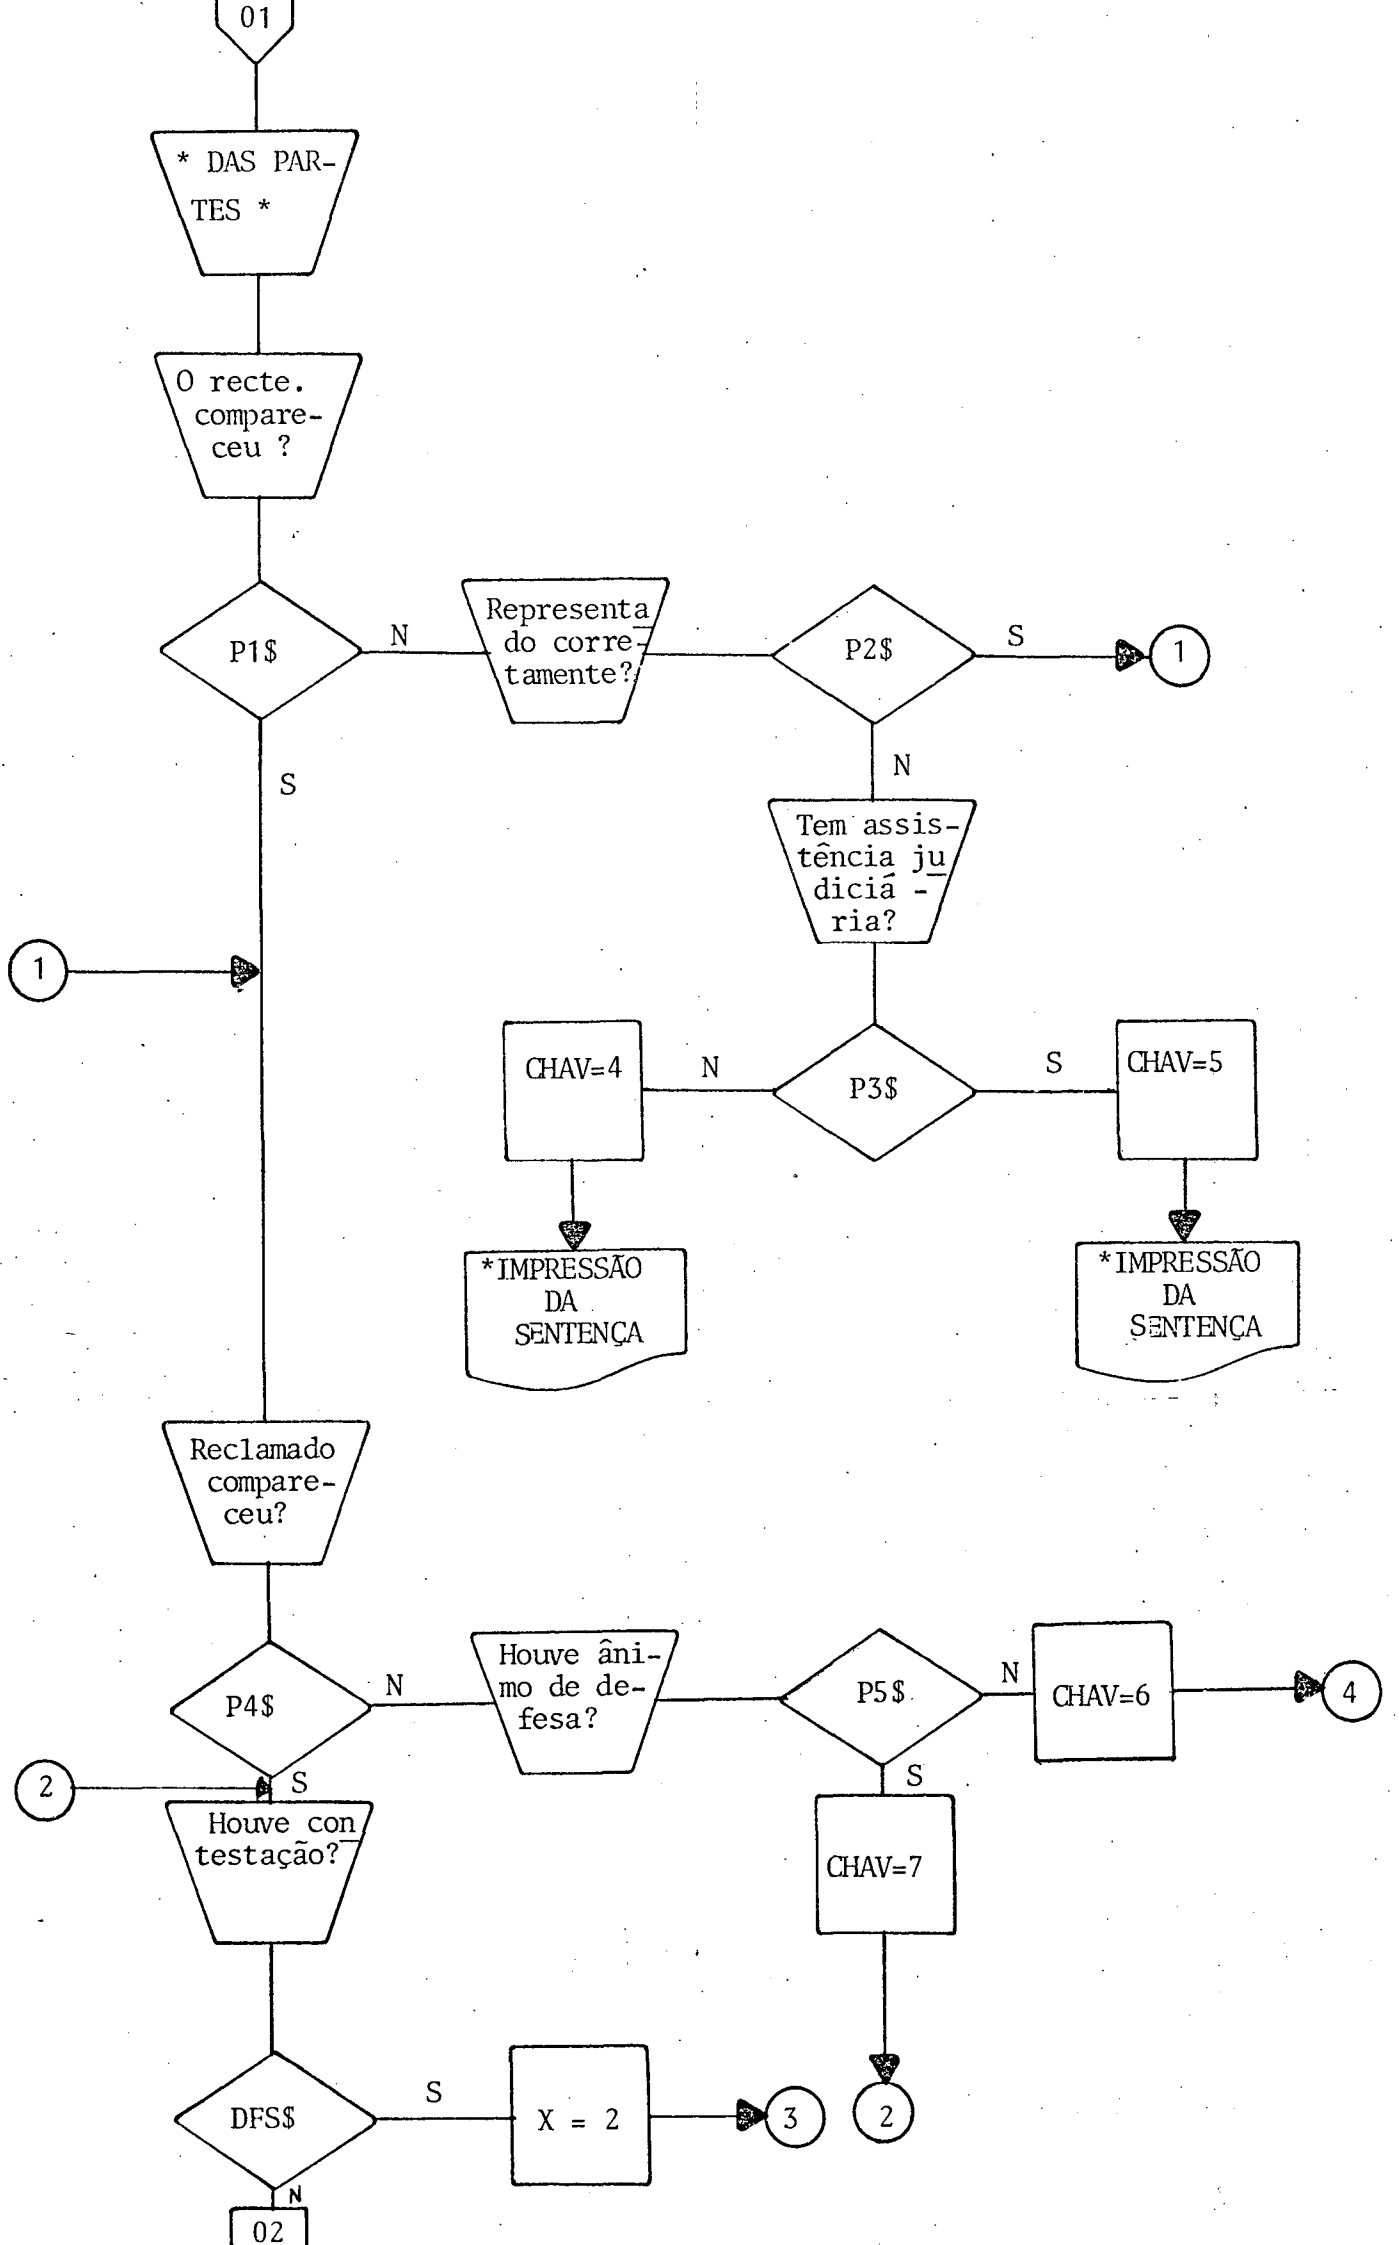 01
* DAS PAR-
TES *
O recte.
compare-
ceu ?
P1$
N
Representa
do corre-
tamente?
P2$
S
1
S
N
Tem assis-
tência ju
diciá -
ria?
1
CHAV=4
N
P3$
S
CHAV=5
*IMPRESSÃO
DA
SENTENÇA
*IMPRESSÃO
DA
SENTENÇA
Reclamado
compare-
ceu?
P4$
N
Houve âni-
mo de de-
fesa?
P5$
N
CHAV=6
4
2
S
S
Houve con
testação?
CHAV=7
DFS$
S
X = 2
3
2
N
02